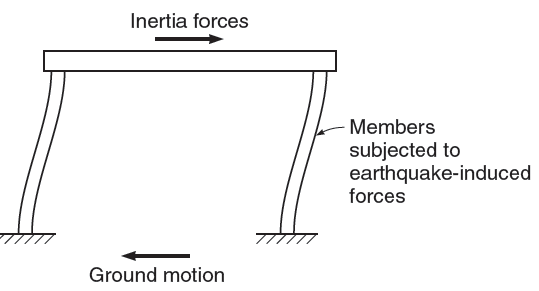 Inertia forces
Members
subjected to
earthquake-induced
forces
Ground motion